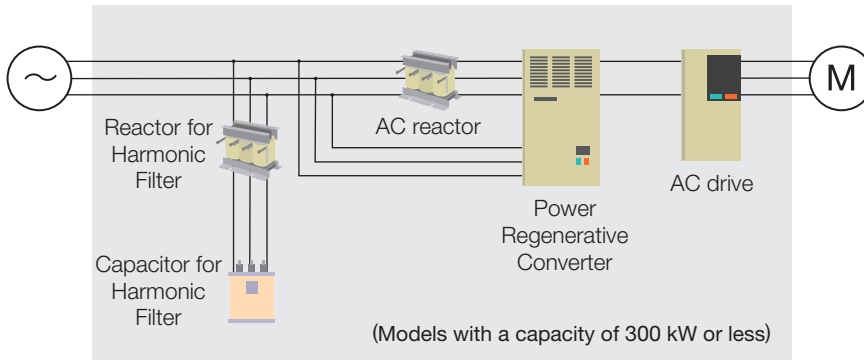 M
AC reactor
Reactor for
Harmonic
Filter
AC drive
Power
Regenerative
Converter
Capacitor for
Harmonic
Filter
(Models with a capacity of 300 kW or less)